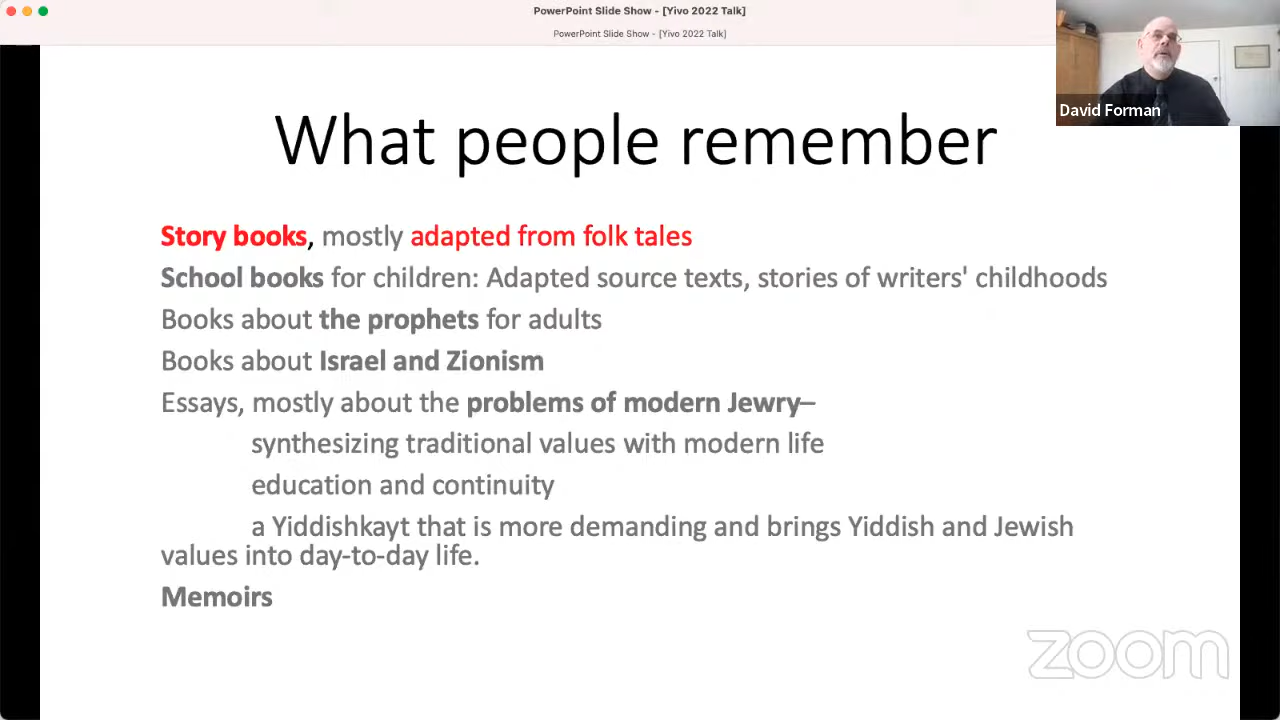 PowerPoint Slide Show - [Yivo 2022 Talk]
PowerPoint Slide Show - [Yivo 2022 Talk]
David Forman
What people remember
Story books, mostly adapted from folk tales
School books for children: Adapted source texts, stories of writers' childhoods
Books about the prophets for adults
Books about Israel and Zionism
Essays, mostly about the problems of modern Jewry–
synthesizing traditional values with modern life
education and continuity
a Yiddishkayt that is more demanding and brings Yiddish and Jewish
values into day-to-day life.
Memoirs
zoom